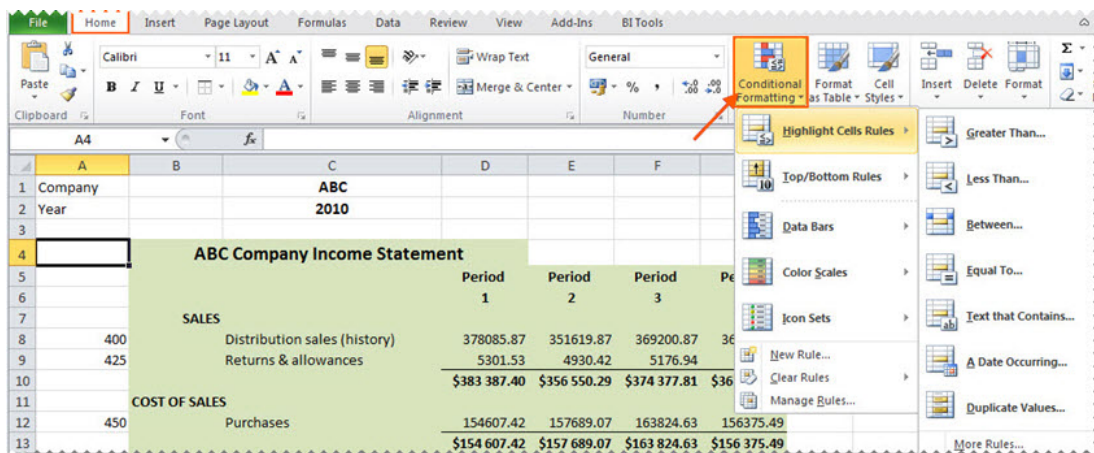 File Home Insert Page Layout Formulas Data Review View Add-Ins BI Tools
Calibri 11 A A Wrap Text General Σ
Paste B I U A Merge & Center % , .00 Conditional Formatting Format as Table Cell Styles Insert Delete Format
Clipboard Font Alignment Number
A4 fx
A B C D E F
1 Company ABC
2 Year 2010
3
4 ABC Company Income Statement
5 Period Period Period Pe
6 1 2 3
7 SALES
8 400 Distribution sales (history) 378085.87 351619.87 369200.87 36
9 425 Returns & allowances 5301.53 4930.42 5176.94
10 $383 387.40 $356 550.29 $374 377.81 $36
11 COST OF SALES
12 450 Purchases 154607.42 157689.07 163824.63 156375.49
13 $154 607.42 $157 689.07 $163 824.63 $156 375.49
Highlight Cells Rules
Top/Bottom Rules
Data Bars
Color Scales
Icon Sets
New Rule...
Clear Rules
Manage Rules...
Greater Than...
Less Than...
Between...
Equal To...
Text that Contains...
A Date Occurring...
Duplicate Values...
More Rules...